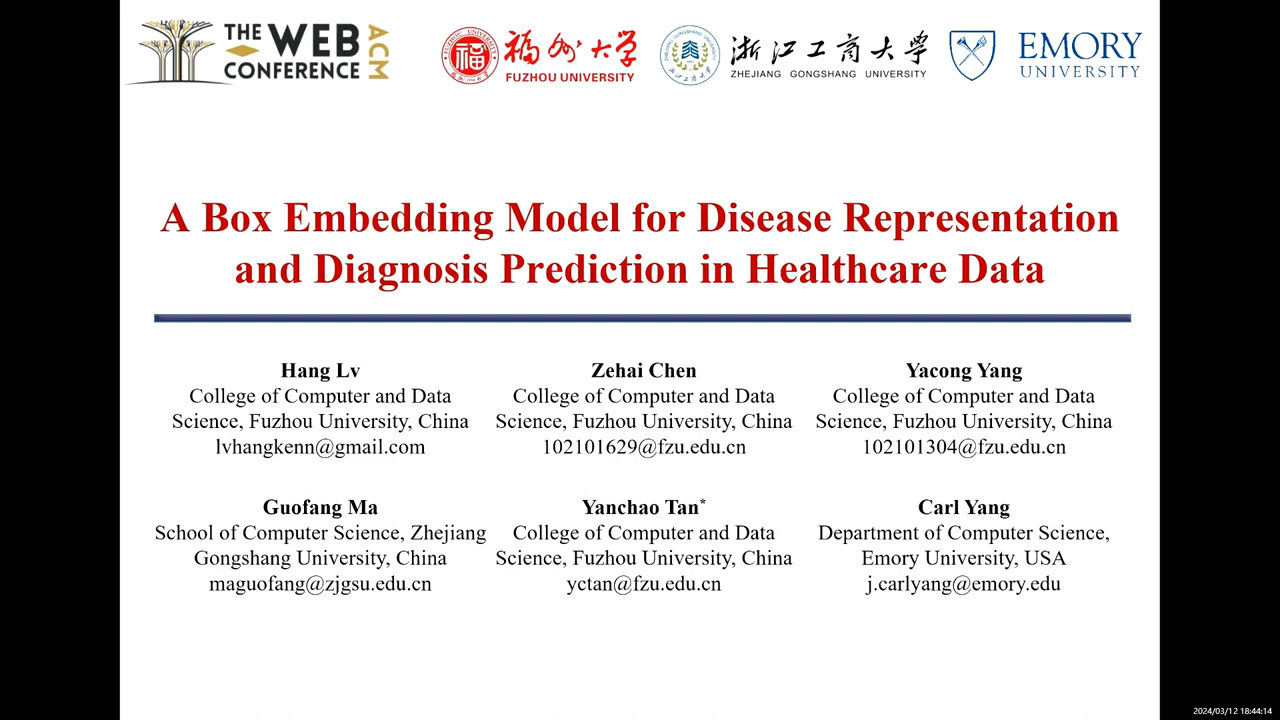 THE WEB CONFERENCE ACM
福州大学
FUZHOU UNIVERSITY
浙江工商大学
ZHEJIANG GONGSHANG UNIVERSITY
EMORY
UNIVERSITY
A Box Embedding Model for Disease Representation
and Diagnosis Prediction in Healthcare Data
Hang Lv
College of Computer and Data
Science, Fuzhou University, China
lvhangkenn@gmail.com
Zehai Chen
College of Computer and Data
Science, Fuzhou University, China
102101629@fzu.edu.cn
Yacong Yang
College of Computer and Data
Science, Fuzhou University, China
102101304@fzu.edu.cn
Guofang Ma
School of Computer Science, Zhejiang
Gongshang University, China
maguofang@zjgsu.edu.cn
Yanchao Tan*
College of Computer and Data
Science, Fuzhou University, China
yctan@fzu.edu.cn
Carl Yang
Department of Computer Science,
Emory University, USA
j.carlyang@emory.edu
2024/03/12 18:44:14